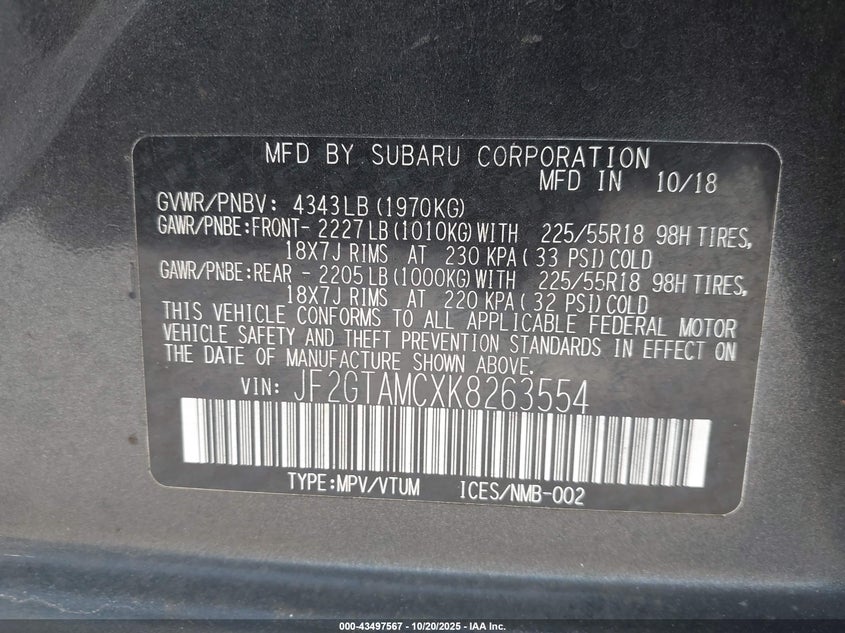 MFD BY SUBARU CORPORATION
MFD IN 10/18
GVWR/PNBV: 4343LB (1970KG)
GAWR/PNBE:FRONT- 2227LB (1010KG) WITH 225/55R18 98H TIRES,
18X7J RIMS AT 230 KPA ( 33 PSI) COLD
GAWR/PNBE:REAR - 2205LB (1000KG) WITH 225/55R18 98H TIRES,
18X7J RIMS AT 220 KPA ( 32 PSI) COLD
THIS VEHICLE CONFORMS TO ALL APPLICABLE FEDERAL MOTOR
VEHICLE SAFETY AND THEFT PREVENTION STANDARDS IN EFFECT ON
THE DATE OF MANUFACTURE SHOWN ABOVE.
VIN: JF2GTAMCXK8263554
TYPE:MPV/VTUM ICES/NMB-002
000-43497567 - 10/20/2025 - IAA Inc.